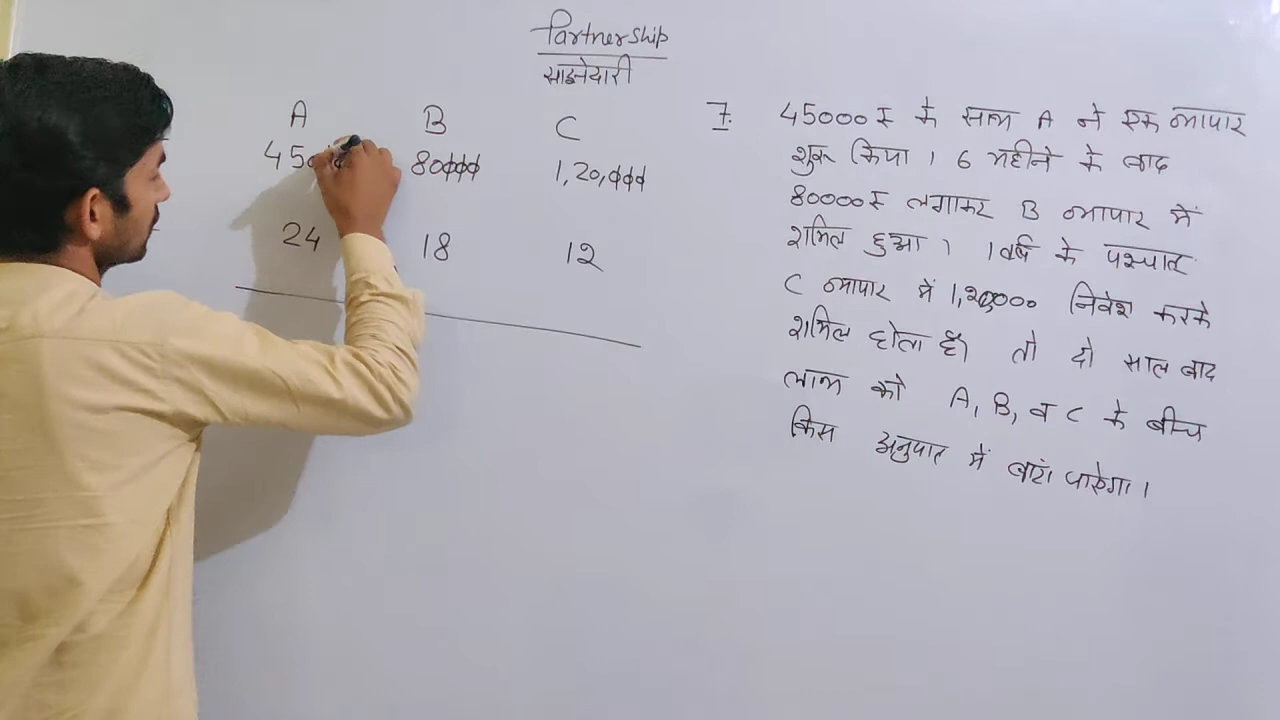 Partnership
साझेदारी
A B C
45000 80000 1,20,000
24 18 12
7. 45000₹ के साथ A ने एक व्यापार
शुरू किया । 6 महीने के बाद
80000₹ लगाकर B व्यापार में
शामिल हुआ । 1 वर्ष के पश्चात
C व्यापार में 1,20,000 निवेश करके
शामिल होता है। तो दो साल बाद
लाभ को A, B, व C के बीच
किस अनुपात में बांटा जाऐगा ।